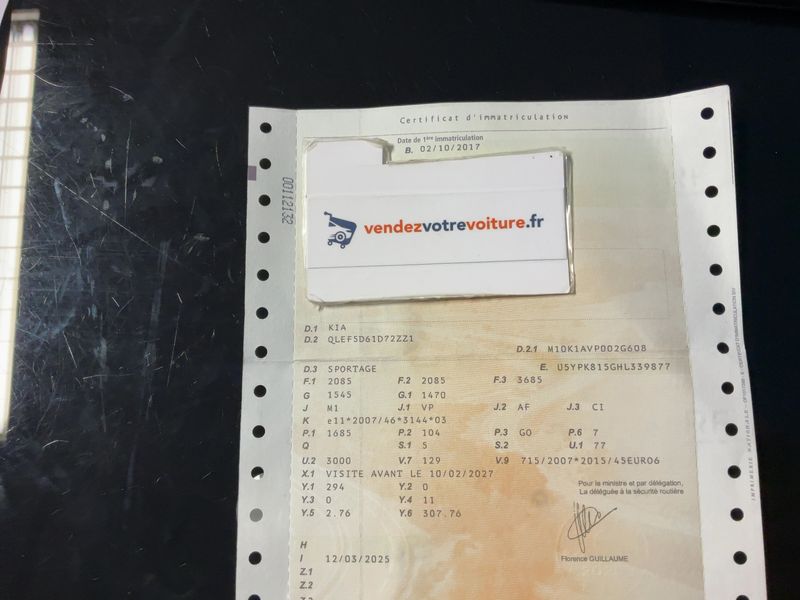 Certificat d'immatriculation
Date de 1ère immatriculation
B. 02/10/2017
00112132
vendezvotrevoiture.fr
D.1 KIA
D.2 QLEF5D61D72ZZ1
D.2.1 M10K1AVP002G608
D.3 SPORTAGE E. U5YPK815GHL339877
F.1 2085 F.2 2085 F.3 3685
G 1545 G.1 1470
J M1 J.1 VP J.2 AF J.3 CI
K e11*2007/46*3144*03
P.1 1685 P.2 104 P.3 GO P.6 7
Q S.1 5 S.2 U.1 77
U.2 3000 V.7 129 V.9 715/2007*2015/45EURO6
X.1 VISITE AVANT LE 10/02/2027
Y.1 294 Y.2 0
Y.3 0 Y.4 11
Y.5 2.76 Y.6 307.76
Pour le ministre et par délégation,
La déléguée à la sécurité routière
Florence GUILLAUME
H
I 12/03/2025
Z.1
Z.2
IMPRIMERIE NATIONALE